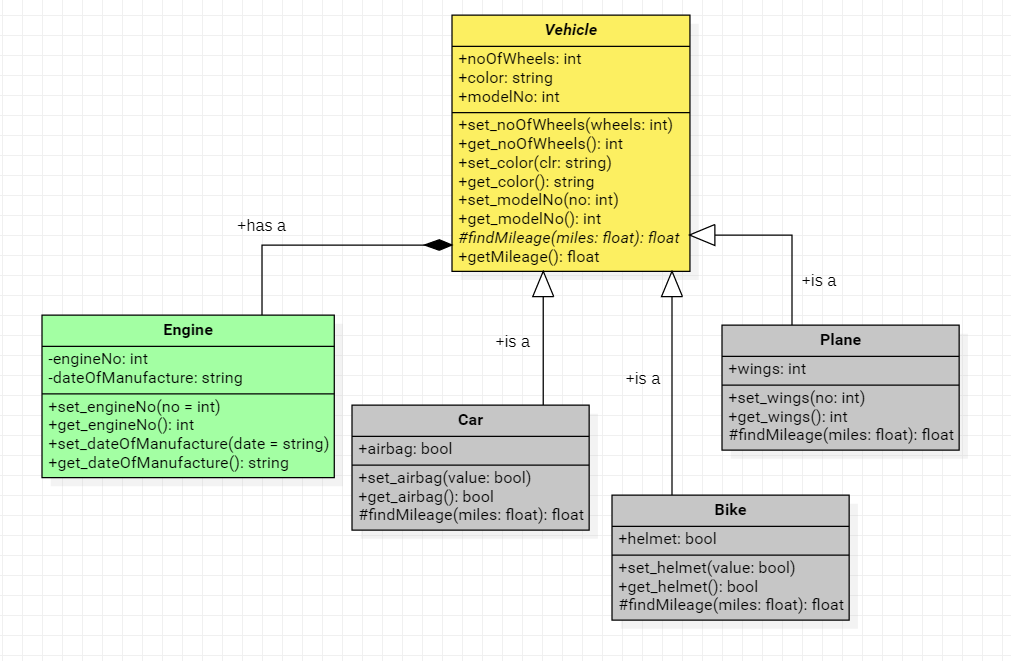 Vehicle
+noOfWheels: int
+color: string
+modelNo: int
+set_noOfWheels(wheels: int)
+get_noOfWheels(): int
+set_color(clr: string)
+get_color(): string
+set_modelNo(no: int)
+get_modelNo(): int
#findMileage(miles: float): float
+getMileage(): float
+has a
+is a
+is a
+is a
Engine
-engineNo: int
-dateOfManufacture: string
+set_engineNo(no = int)
+get_engineNo(): int
+set_dateOfManufacture(date = string)
+get_dateOfManufacture(): string
Car
+airbag: bool
+set_airbag(value: bool)
+get_airbag(): bool
#findMileage(miles: float): float
Bike
+helmet: bool
+set_helmet(value: bool)
+get_helmet(): bool
#findMileage(miles: float): float
Plane
+wings: int
+set_wings(no: int)
+get_wings(): int
#findMileage(miles: float): float